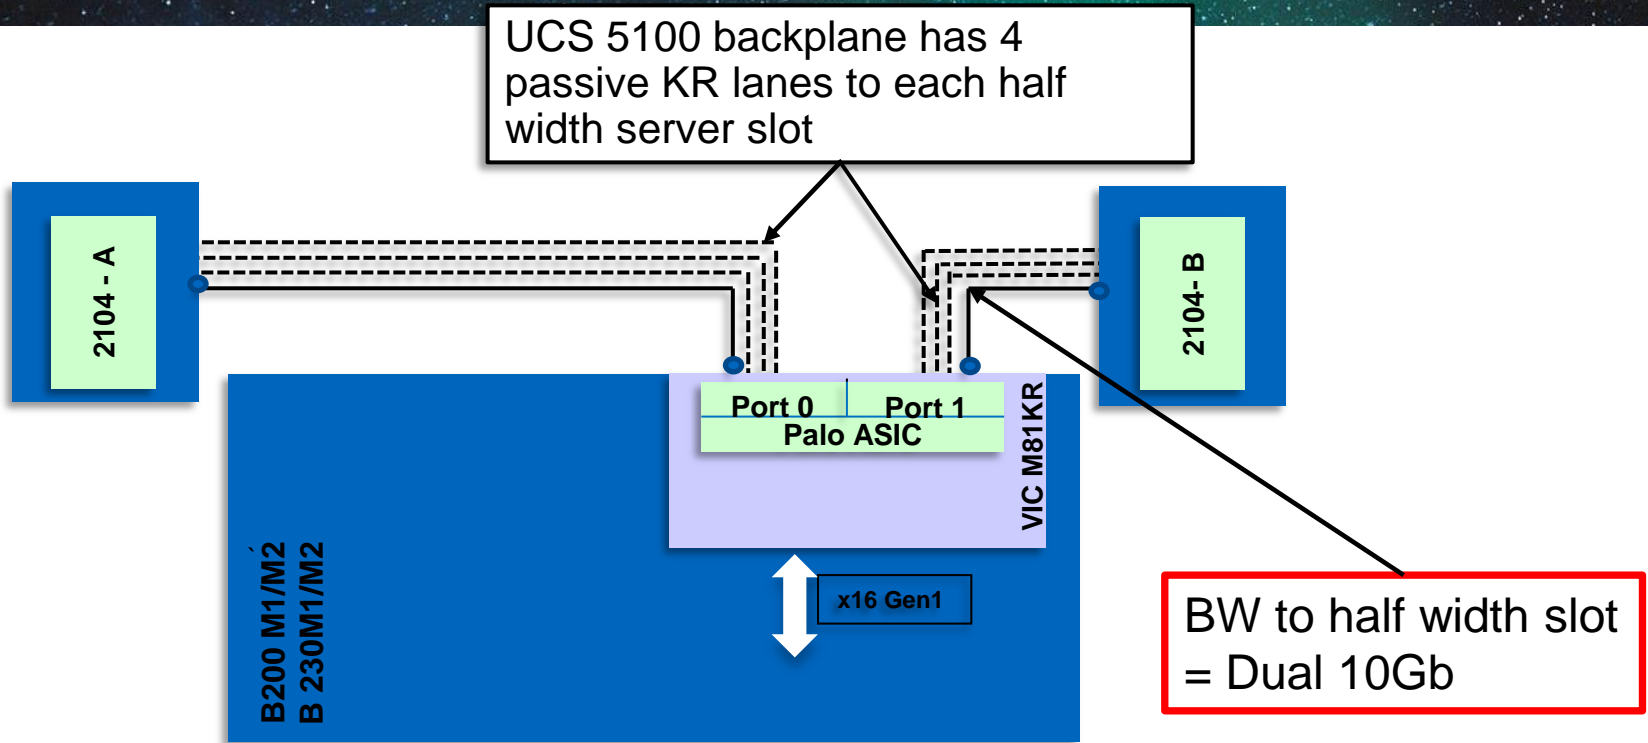 UCS 5100 backplane has 4
passive KR lanes to each half
width server slot
2104 - A
2104- B
Port 0
Port 1
Palo ASIC
VIC M81KR
B200 M1/M2
B 230M1/M2
x16 Gen1
BW to half width slot
= Dual 10Gb